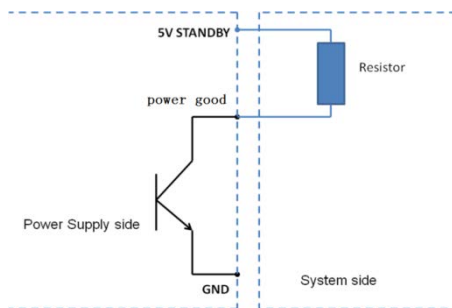 5V STANDBY
Resistor
power good
Power Supply side
System side
GND